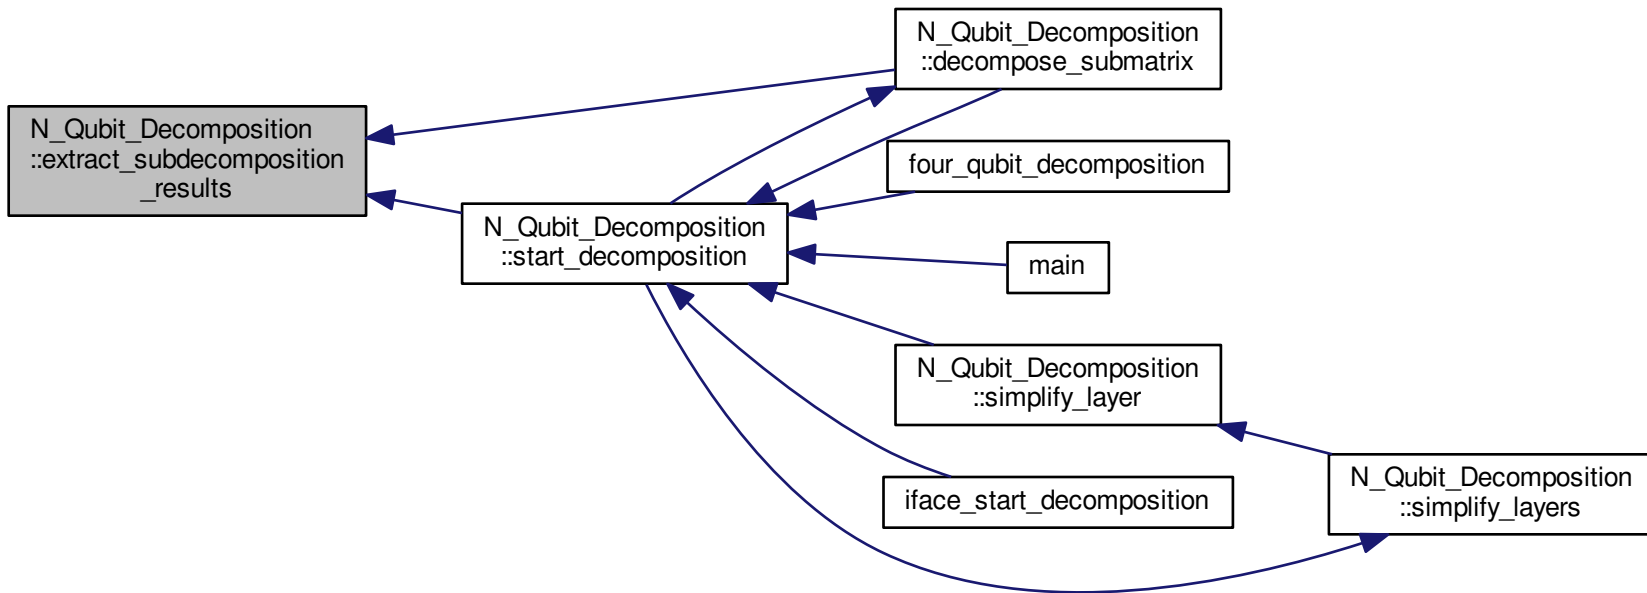 N_Qubit_Decomposition
::extract_subdecomposition
_results
N_Qubit_Decomposition
::decompose_submatrix
four_qubit_decomposition
N_Qubit_Decomposition
::start_decomposition
main
N_Qubit_Decomposition
::simplify_layer
iface_start_decomposition
N_Qubit_Decomposition
::simplify_layers